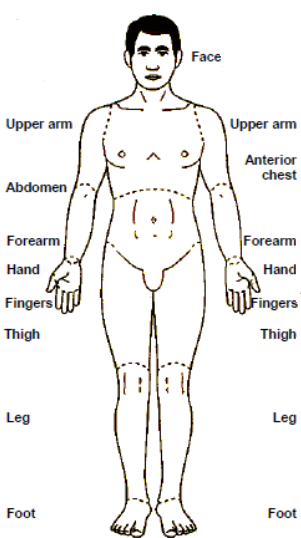 Face
Upper arm Upper arm
Anterior
chest
Abdomen
Forearm Forearm
Hand Hand
Fingers Fingers
Thigh Thigh
Leg Leg
Foot Foot